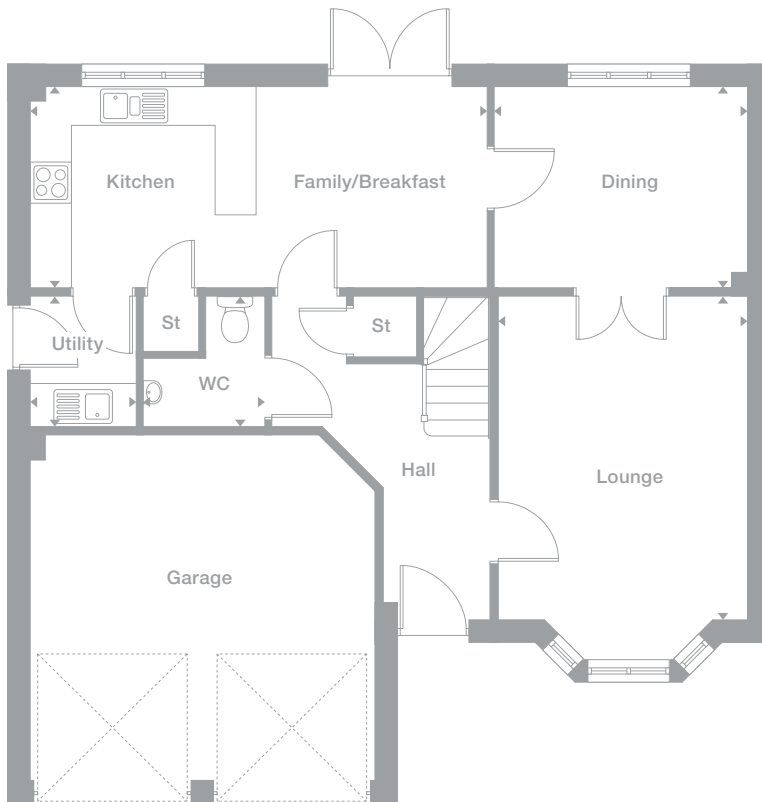 Kitchen
Family/Breakfast
Dining
St
St
Utility
WC
Hall
Lounge
Garage